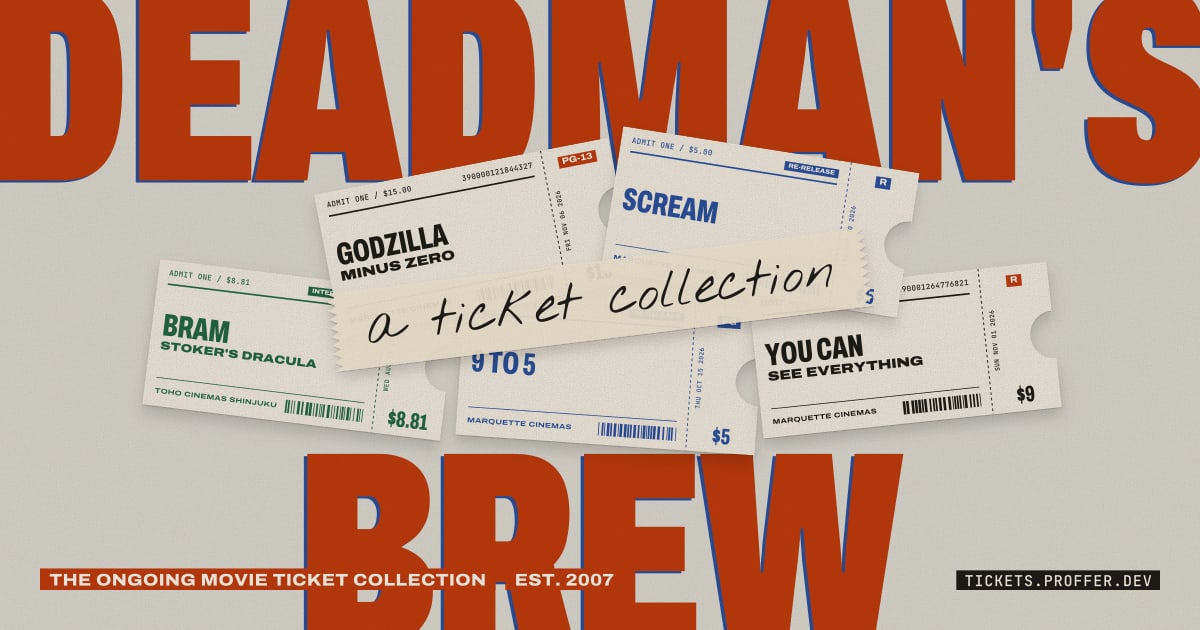 DEADMAN'S
ADMIT ONE / $15.00
390000121844327
PG-13
GODZILLA
MINUS ZERO
FRI NOV 06 2026
ADMIT ONE / $5.00
RE-RELEASE
R
SCREAM
2026
ADMIT ONE / $8.81
BRAM
STOKER'S DRACULA
TOHO CINEMAS SHINJUKU
$8.81
a ticket collection
9 TO 5
MARQUETTE CINEMAS
THU OCT 15 2026
$5
90001264776821
R
YOU CAN
SEE EVERYTHING
SUN NOV 01 2026
MARQUETTE CINEMAS
$9
BREW
THE ONGOING MOVIE TICKET COLLECTION EST. 2007
TICKETS.PROFFER.DEV